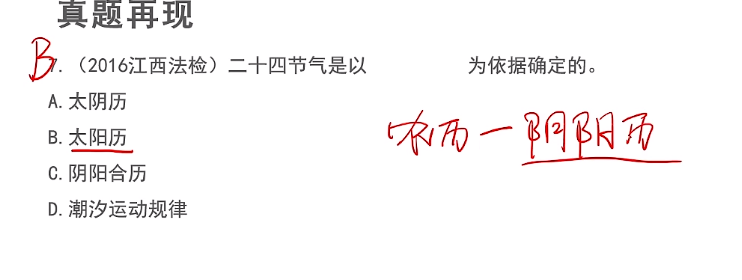 真题再现
B
7.（2016江西法检）二十四节气是以          为依据确定的。
A.太阴历
B.太阳历
农历一阴阳历
C.阴阳合历
D.潮汐运动规律